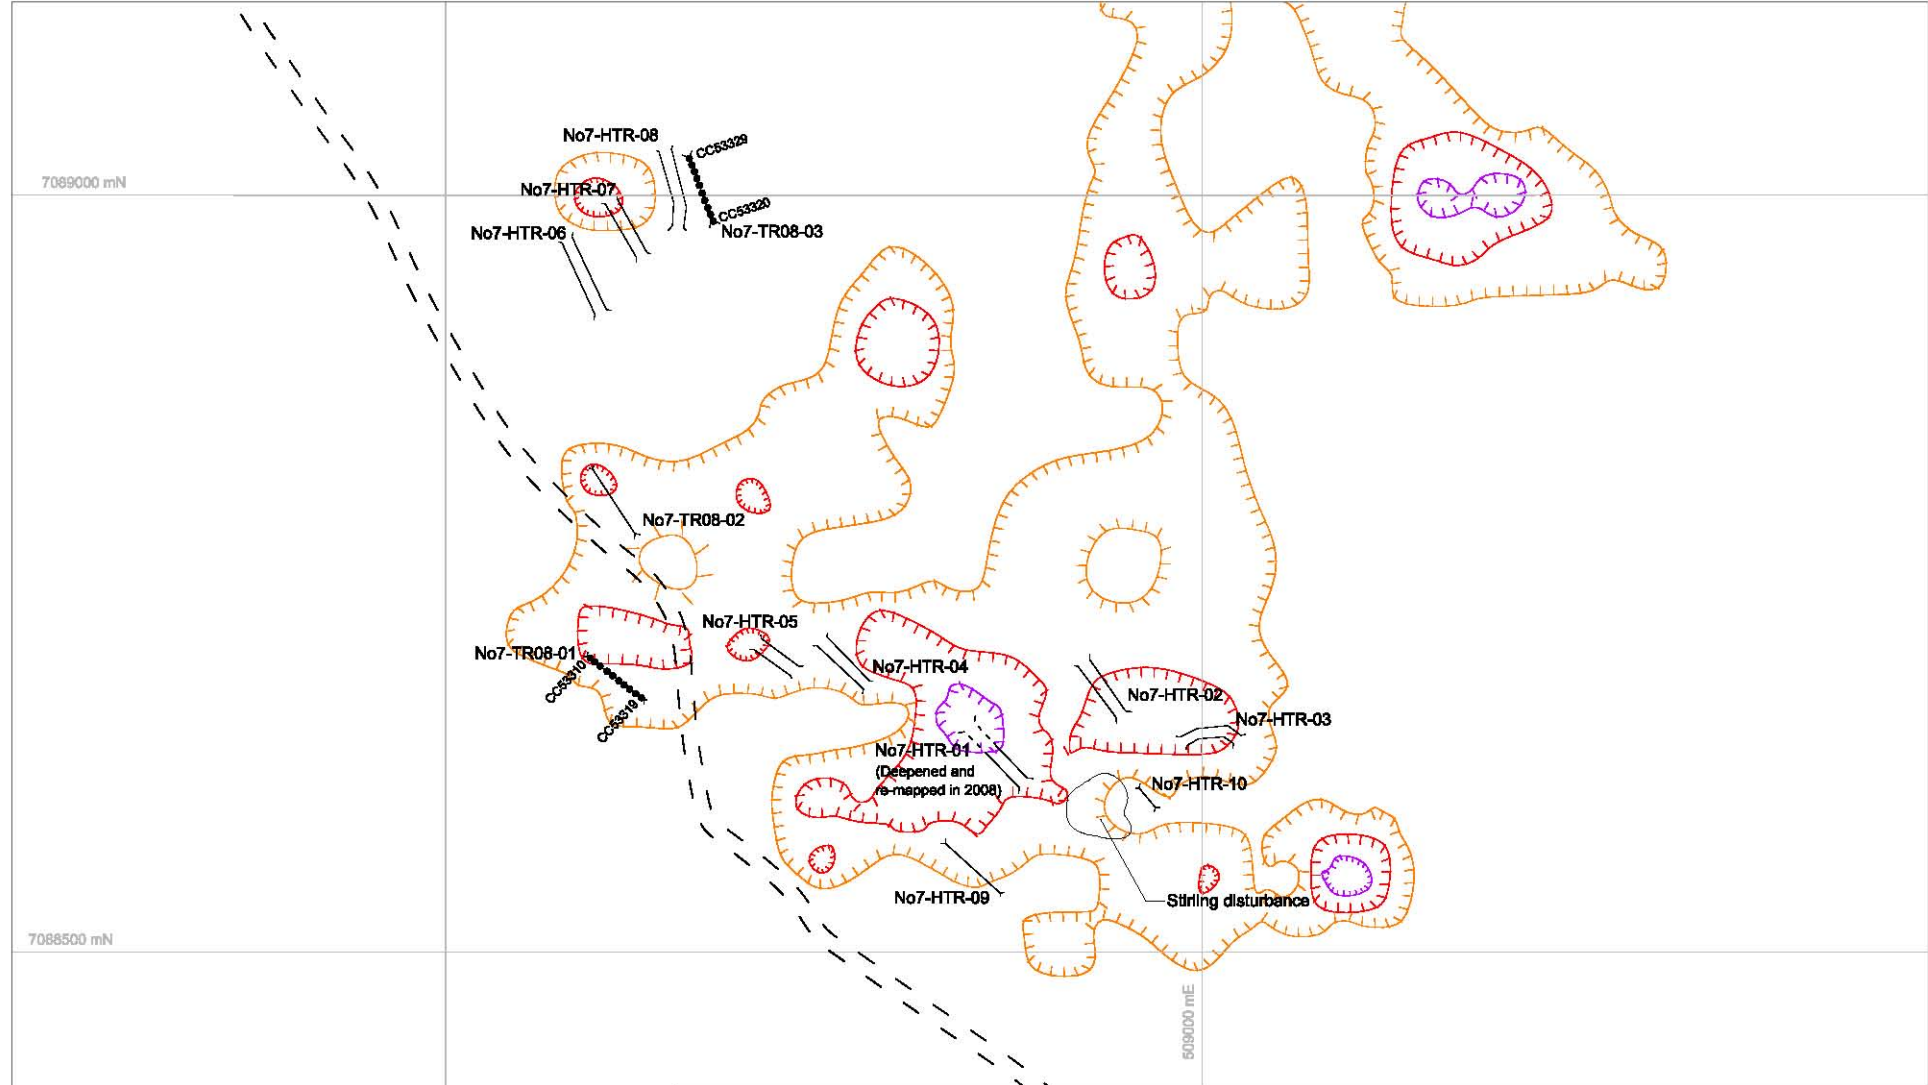 No7-HTR-08
CC53329
7089000 mN
No7-HTR-07
CC53320
No7-HTR-06
No7-TR08-03
No7-TR08-02
No7-HTR-05
No7-TR08-01
No7-HTR-04
CC53310
No7-HTR-02
CC53319
No7-HTR-03
No7-HTR-01
(Deepened and
re-mapped in 2008)
No7-HTR-10
No7-HTR-09
Stirling disturbance
7088500 mN
509000 mE